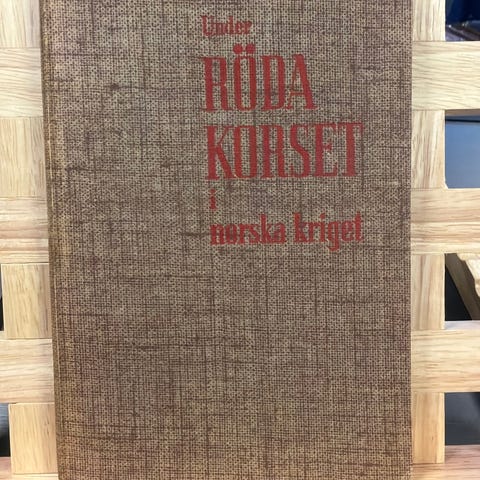 Under
RÖDA
KORSET
i
norska kriget